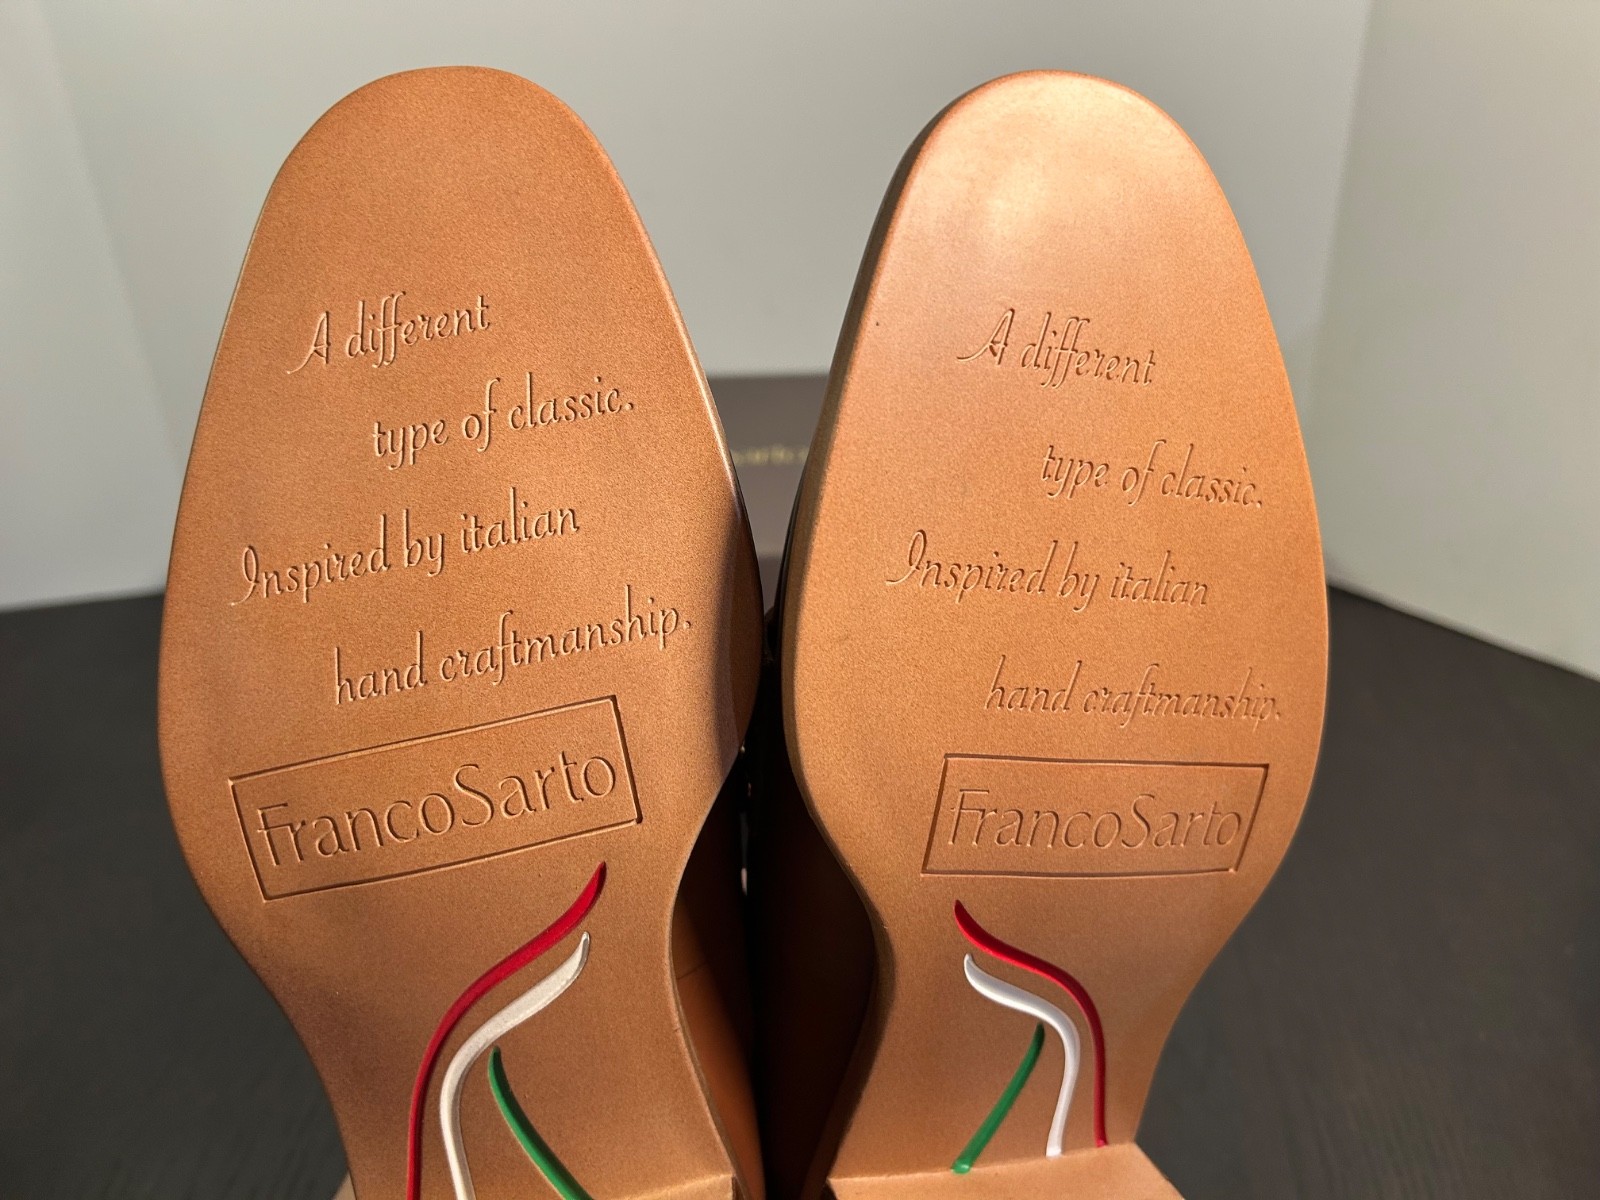 A different
type of classic.
Inspired by italian
hand craftmanship.
FrancoSarto
A different
type of classic.
Inspired by italian
hand craftmanship.
FrancoSarto